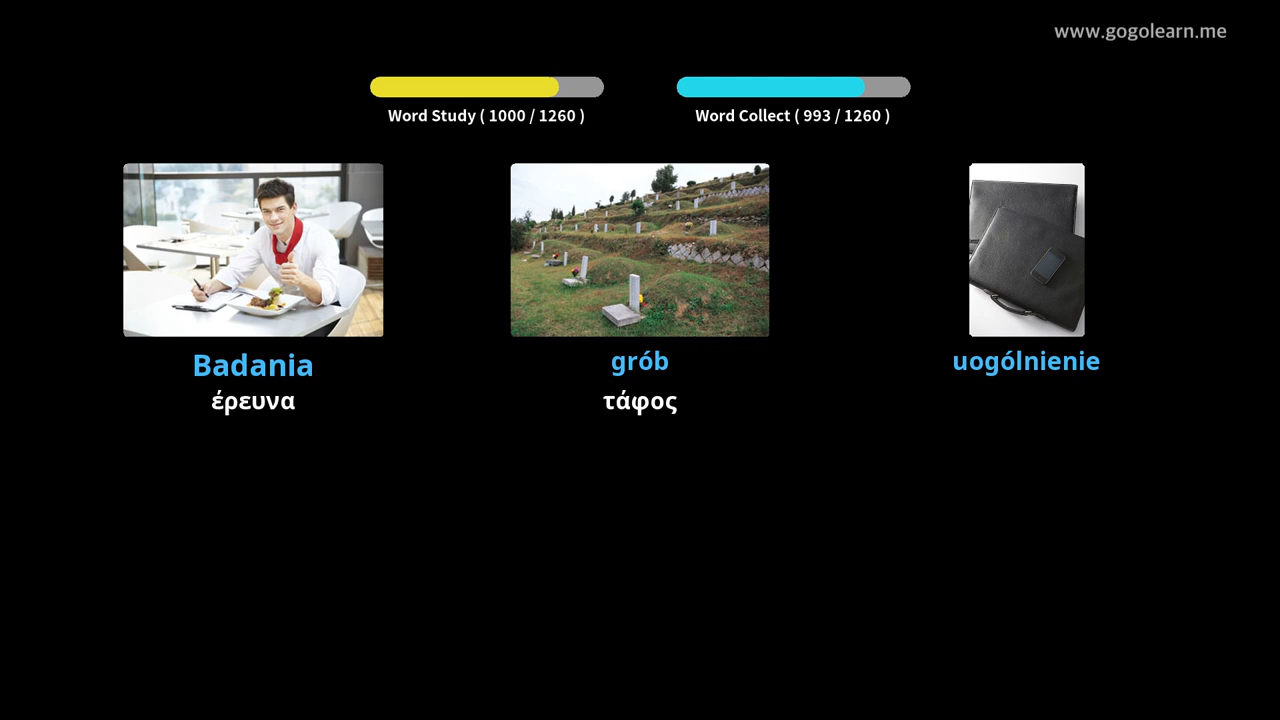 www.gogolearn.me
Word Study ( 1000 / 1260 )
Word Collect ( 993 / 1260 )
Badania
έρευνα
grób
τάφος
uogólnienie